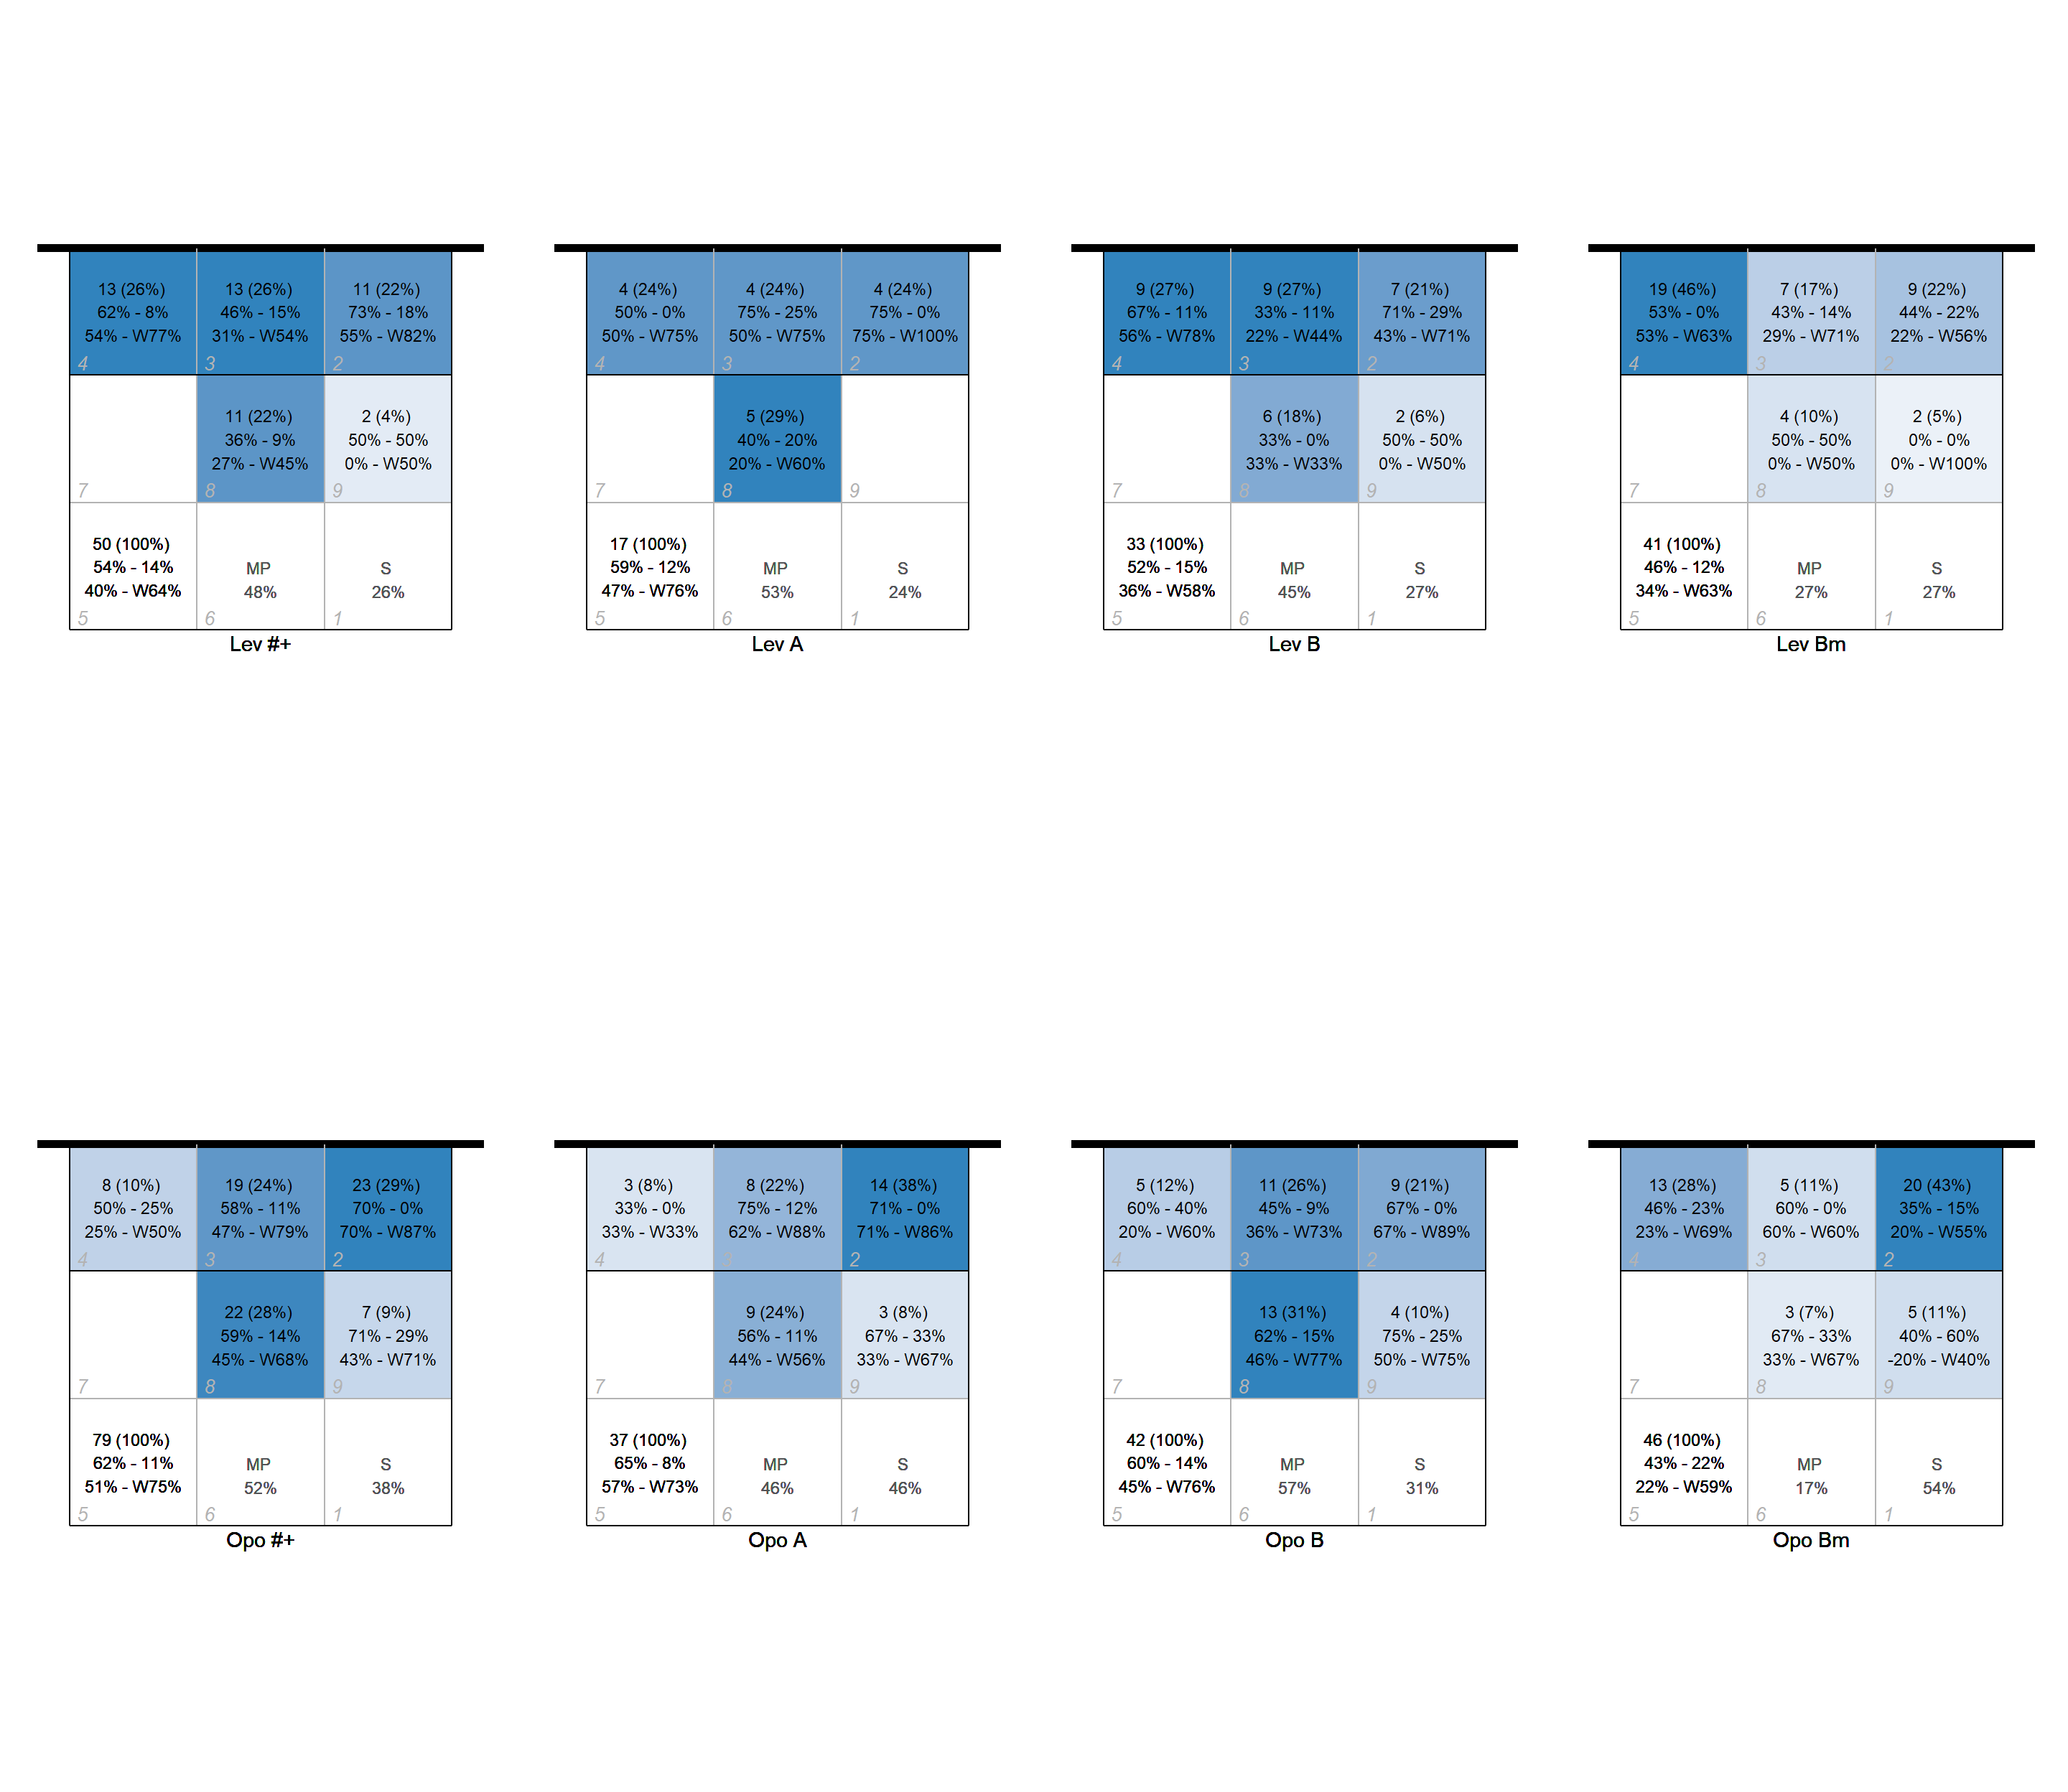 13 (26%)
62% - 8%
54% - W77%
4
13 (26%)
46% - 15%
31% - W54%
3
11 (22%)
73% - 18%
55% - W82%
2
7
11 (22%)
36% - 9%
27% - W45%
8
2 (4%)
50% - 50%
0% - W50%
9
50 (100%)
54% - 14%
40% - W64%
5
MP
48%
6
S
26%
1
Lev #+
4 (24%)
50% - 0%
50% - W75%
4
4 (24%)
75% - 25%
50% - W75%
3
4 (24%)
75% - 0%
75% - W100%
2
7
5 (29%)
40% - 20%
20% - W60%
8
9
17 (100%)
59% - 12%
47% - W76%
5
MP
53%
6
S
24%
1
Lev A
9 (27%)
67% - 11%
56% - W78%
4
9 (27%)
33% - 11%
22% - W44%
3
7 (21%)
71% - 29%
43% - W71%
2
7
6 (18%)
33% - 0%
33% - W33%
8
2 (6%)
50% - 50%
0% - W50%
9
33 (100%)
52% - 15%
36% - W58%
5
MP
45%
6
S
27%
1
Lev B
19 (46%)
53% - 0%
53% - W63%
4
7 (17%)
43% - 14%
29% - W71%
3
9 (22%)
44% - 22%
22% - W56%
2
7
4 (10%)
50% - 50%
0% - W50%
8
2 (5%)
0% - 0%
0% - W100%
9
41 (100%)
46% - 12%
34% - W63%
5
MP
27%
6
S
27%
1
Lev Bm
8 (10%)
50% - 25%
25% - W50%
4
19 (24%)
58% - 11%
47% - W79%
3
23 (29%)
70% - 0%
70% - W87%
2
7
22 (28%)
59% - 14%
45% - W68%
8
7 (9%)
71% - 29%
43% - W71%
9
79 (100%)
62% - 11%
51% - W75%
5
MP
52%
6
S
38%
1
Opo #+
3 (8%)
33% - 0%
33% - W33%
4
8 (22%)
75% - 12%
62% - W88%
3
14 (38%)
71% - 0%
71% - W86%
2
7
9 (24%)
56% - 11%
44% - W56%
8
3 (8%)
67% - 33%
33% - W67%
9
37 (100%)
65% - 8%
57% - W73%
5
MP
46%
6
S
46%
1
Opo A
5 (12%)
60% - 40%
20% - W60%
4
11 (26%)
45% - 9%
36% - W73%
3
9 (21%)
67% - 0%
67% - W89%
2
7
13 (31%)
62% - 15%
46% - W77%
8
4 (10%)
75% - 25%
50% - W75%
9
42 (100%)
60% - 14%
45% - W76%
5
MP
57%
6
S
31%
1
Opo B
13 (28%)
46% - 23%
23% - W69%
4
5 (11%)
60% - 0%
60% - W60%
3
20 (43%)
35% - 15%
20% - W55%
2
7
3 (7%)
67% - 33%
33% - W67%
8
5 (11%)
40% - 60%
-20% - W40%
9
46 (100%)
43% - 22%
22% - W59%
5
MP
17%
6
S
54%
1
Opo Bm